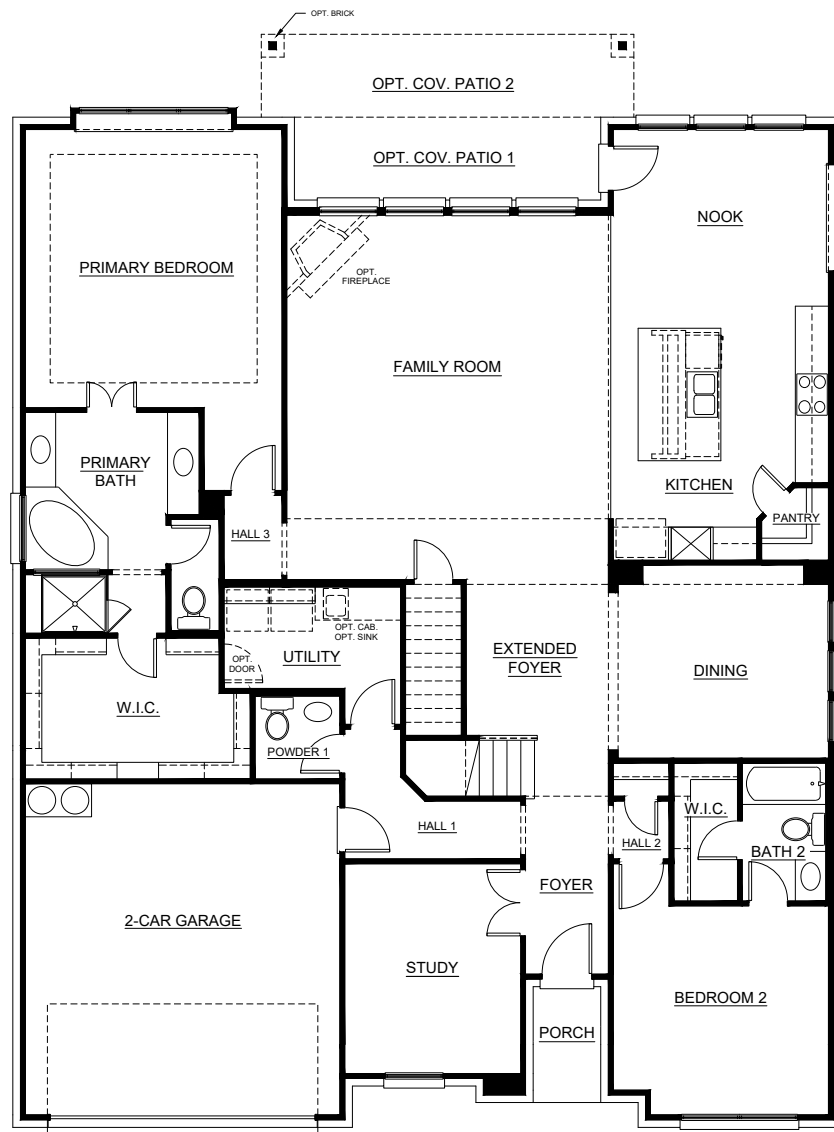 OPT. BRICK
OPT. COV. PATIO 2
OPT. COV. PATIO 1
NOOK
PRIMARY BEDROOM
OPT.
FIREPLACE
FAMILY ROOM
PRIMARY
BATH
KITCHEN
PANTRY
HALL 3
OPT. CAB.
OPT. SINK
OPT.
DOOR
UTILITY
EXTENDED
FOYER
DINING
W.I.C.
POWDER 1
W.I.C.
HALL 1
HALL 2
BATH 2
FOYER
2-CAR GARAGE
STUDY
BEDROOM 2
PORCH